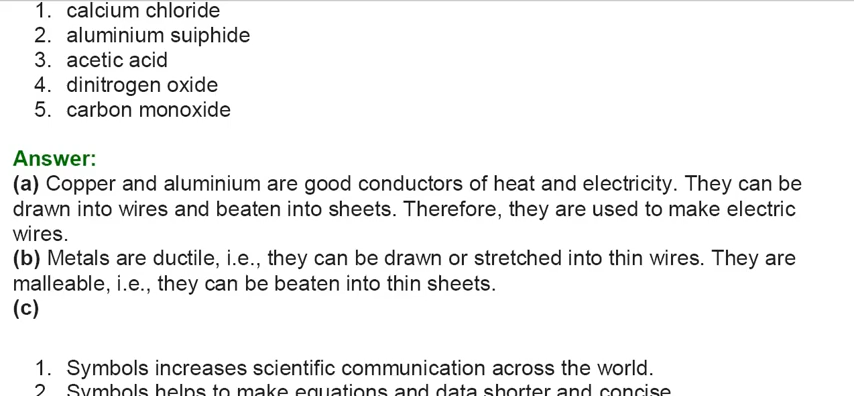 1. calcium chloride
2. aluminium suiphide
3. acetic acid
4. dinitrogen oxide
5. carbon monoxide
Answer:
(a) Copper and aluminium are good conductors of heat and electricity. They can be
drawn into wires and beaten into sheets. Therefore, they are used to make electric
wires.
(b) Metals are ductile, i.e., they can be drawn or stretched into thin wires. They are
malleable, i.e., they can be beaten into thin sheets.
(c)
1. Symbols increases scientific communication across the world.
2. Symbols helps to make equations and data shorter and concise